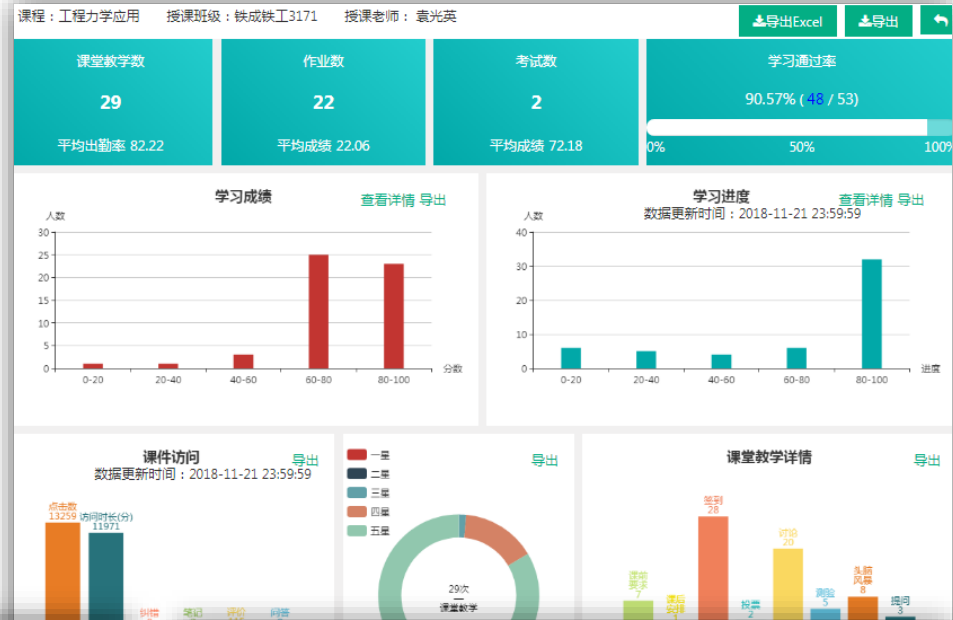 课程：工程力学应用 授课班级：铁成铁工3171 授课老师： 袁光英
导出Excel 导出
课堂教学数 作业数 考试数 学习通过率
29 22 2 90.57% ( 48 / 53)
平均出勤率 82.22 平均成绩 22.06 平均成绩 72.18
0% 50% 100%
学习成绩 查看详情 导出
人数
30
25
20
15
10
5
0
0-20 20-40 40-60 60-80 80-100 分数
学习进度 查看详情 导出
数据更新时间：2018-11-21 23:59:59
人数
40
30
20
10
0
0-20 20-40 40-60 60-80 80-100 进度
课件访问 导出
数据更新时间：2018-11-21 23:59:59
点击数
13259
访问时长(分)
11971
纠错 笔记 评价 问答
一星
二星
三星
四星
五星
导出
29次
课堂教学
课堂教学详情 导出
课前要求
7
签到
28
投票
2
讨论
20
测验
5
头脑风暴
8
提问
3